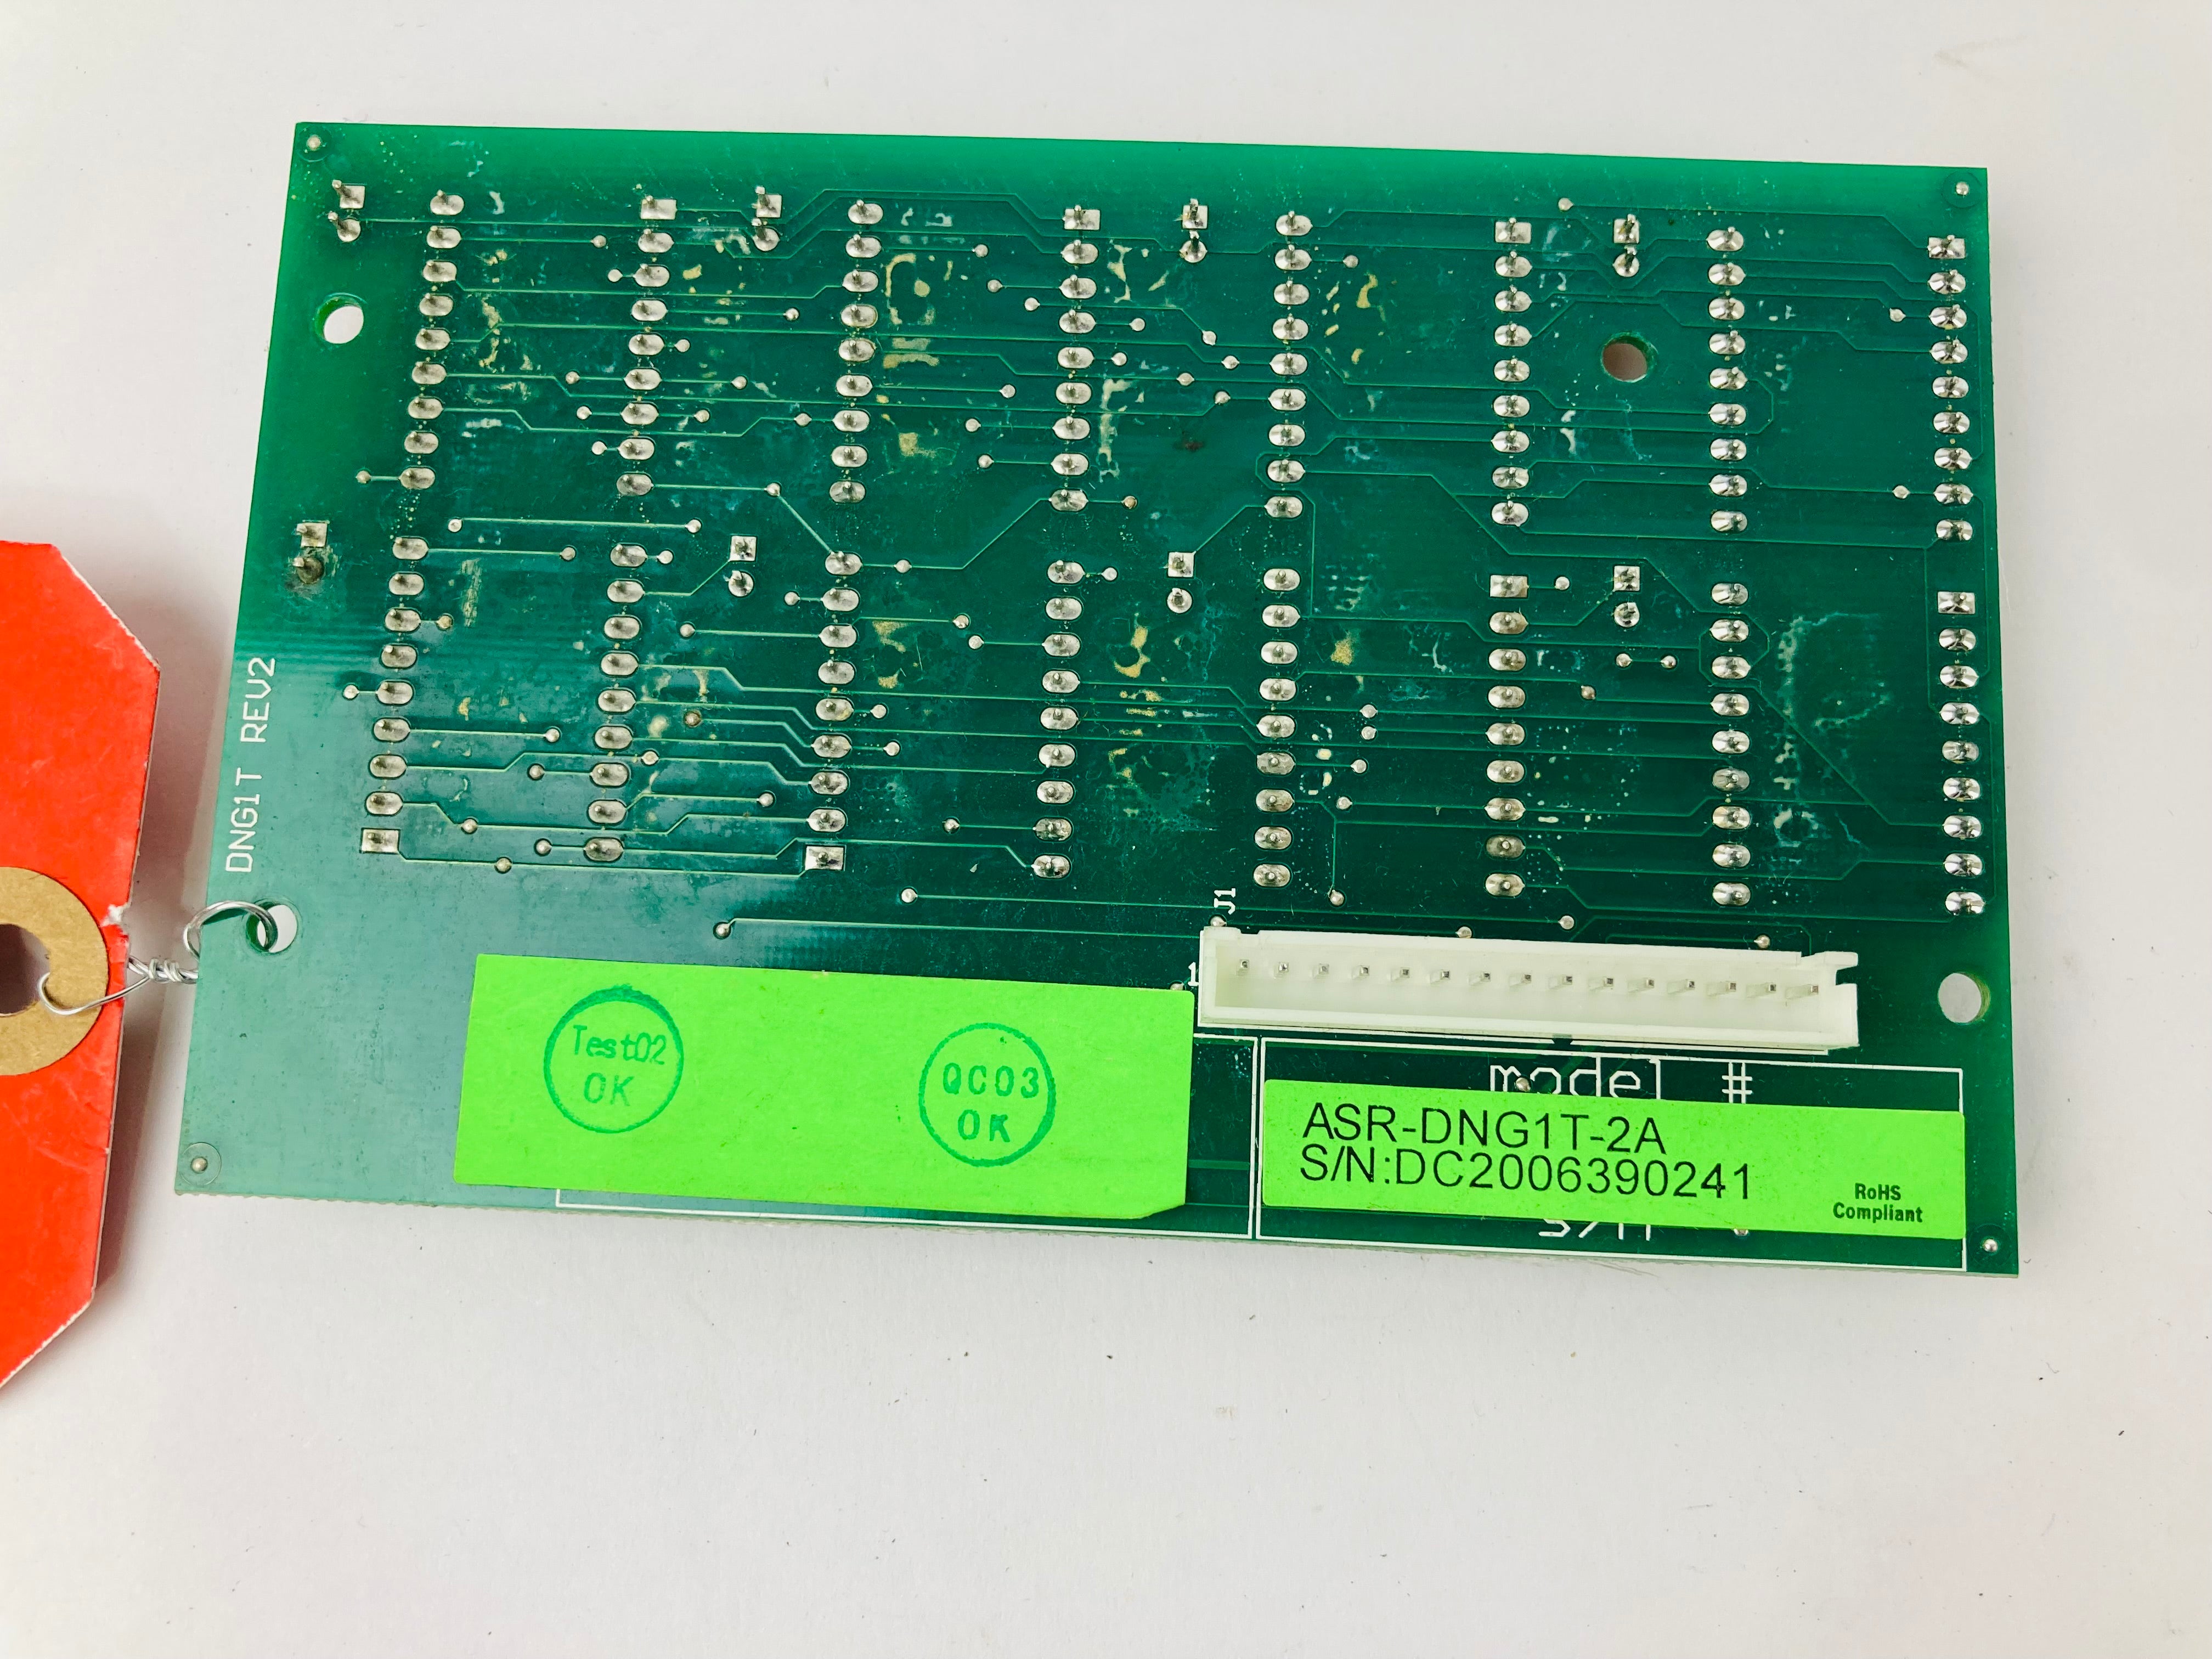 DNG1T REV2
J1
1
Test02
OK
QC03
OK
model #
ASR-DNG1T-2A
S/N:DC2006390241
RoHS
Compliant